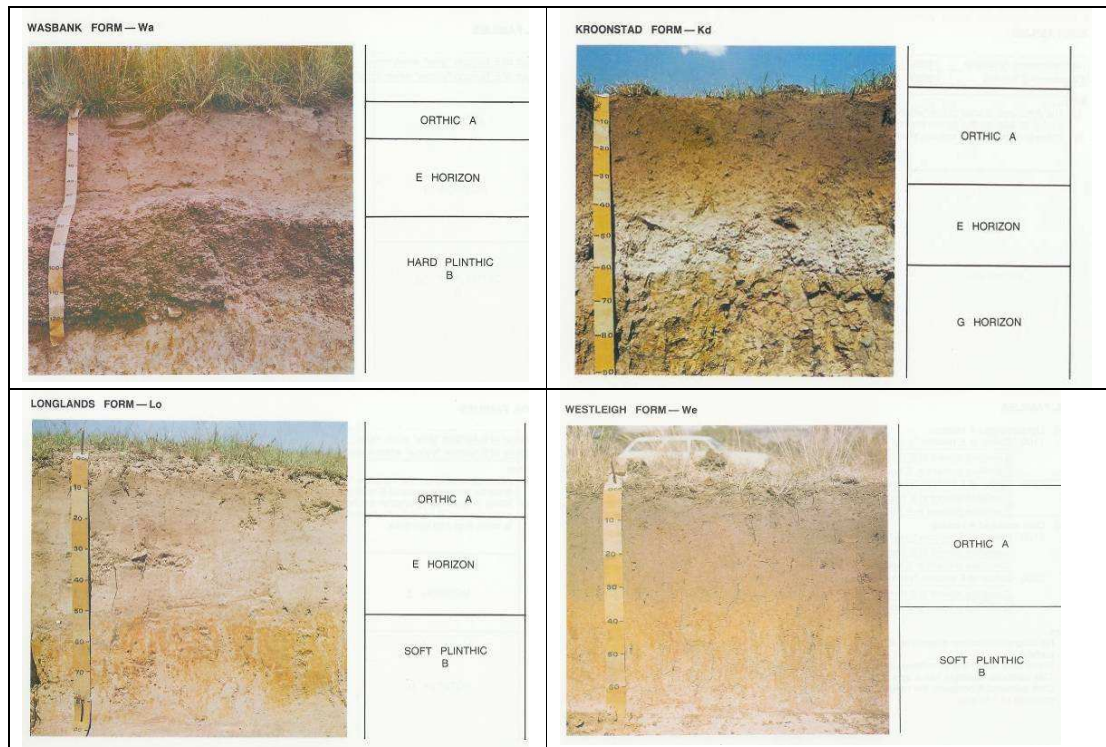 WASBANK FORM — Wa
ORTHIC A
E HORIZON
HARD PLINTHIC
B
KROONSTAD FORM — Kd
ORTHIC A
E HORIZON
G HORIZON
LONGLANDS FORM — Lo
ORTHIC A
E HORIZON
SOFT PLINTHIC
B
WESTLEIGH FORM — We
ORTHIC A
SOFT PLINTHIC
B